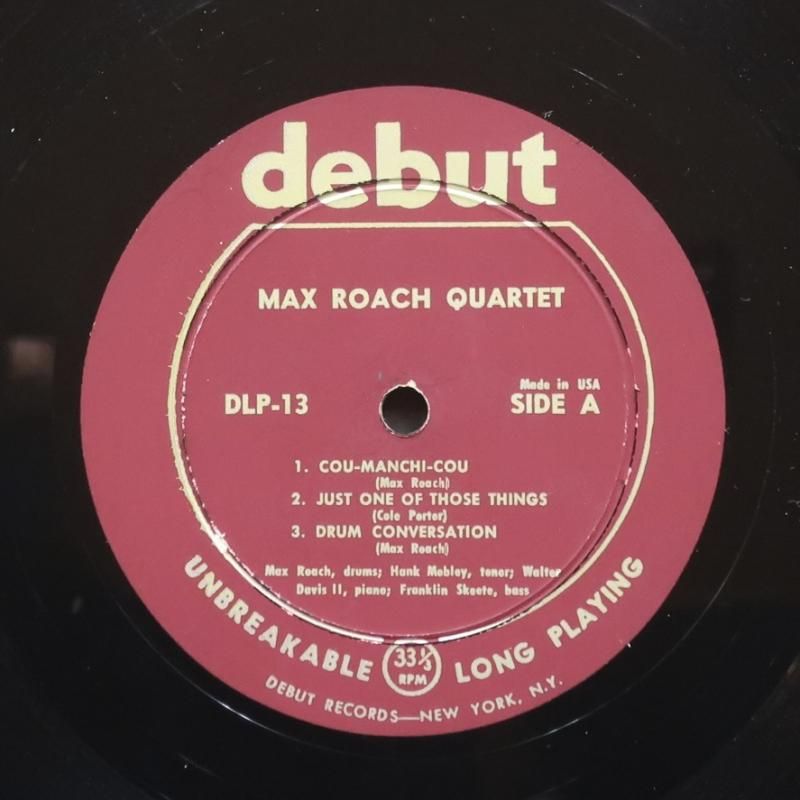 debut
MAX ROACH QUARTET
Made in USA
DLP-13 SIDE A
1. COU-MANCHI-COU
(Max Roach)
2. JUST ONE OF THOSE THINGS
(Cole Porter)
3. DRUM CONVERSATION
(Max Roach)
Max Roach, drums; Hank Mobley, tenor; Walter
Davis II, piano; Franklin Skeete, bass
UNBREAKABLE 33⅓ RPM LONG PLAYING
DEBUT RECORDS—NEW YORK, N.Y.